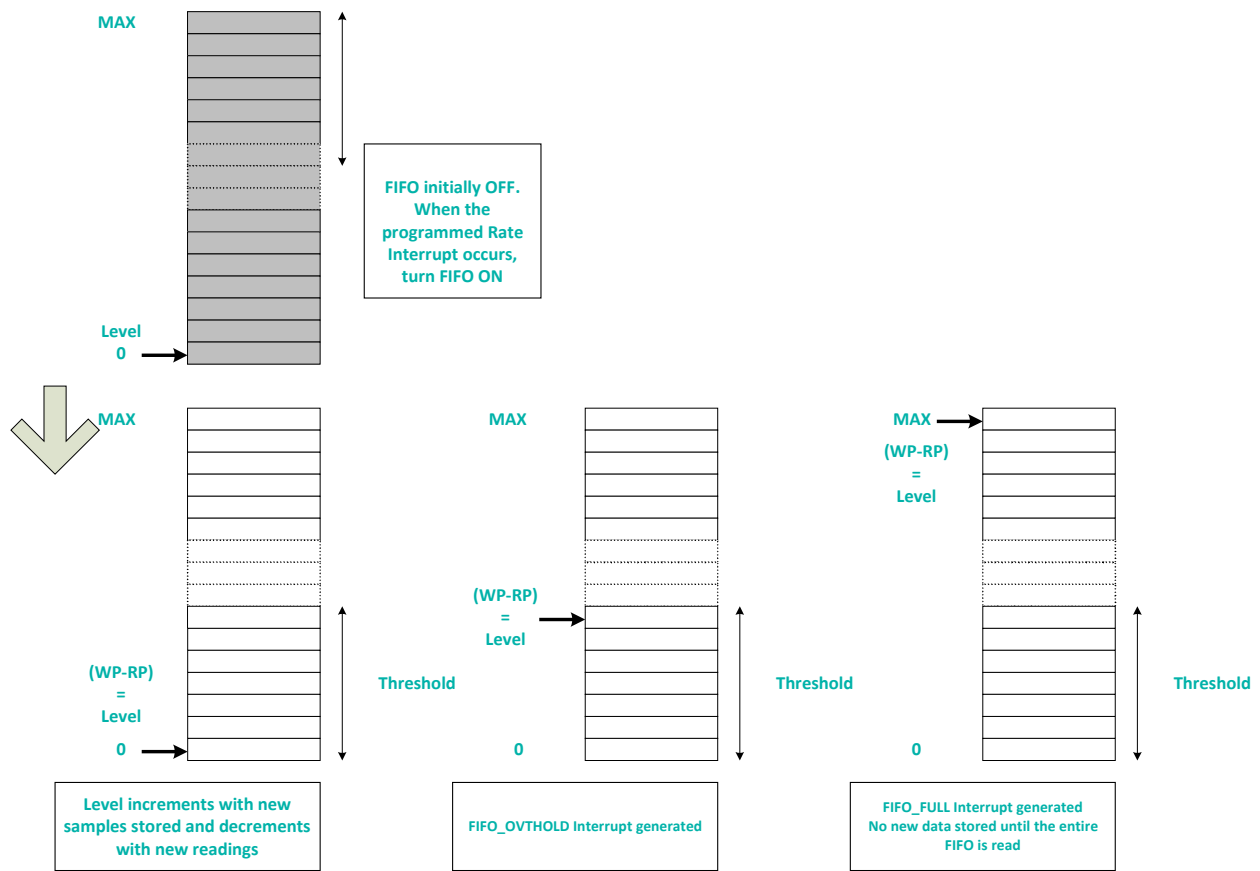 MAX
FIFO initially OFF.
When the
programmed Rate
Interrupt occurs,
turn FIFO ON
Level
0
MAX
(WP-RP)
=
Level
0
Threshold
Level increments with new
samples stored and decrements
with new readings
MAX
(WP-RP)
=
Level
0
Threshold
FIFO_OVTHOLD Interrupt generated
MAX
(WP-RP)
=
Level
0
Threshold
FIFO_FULL Interrupt generated
No new data stored until the entire
FIFO is read